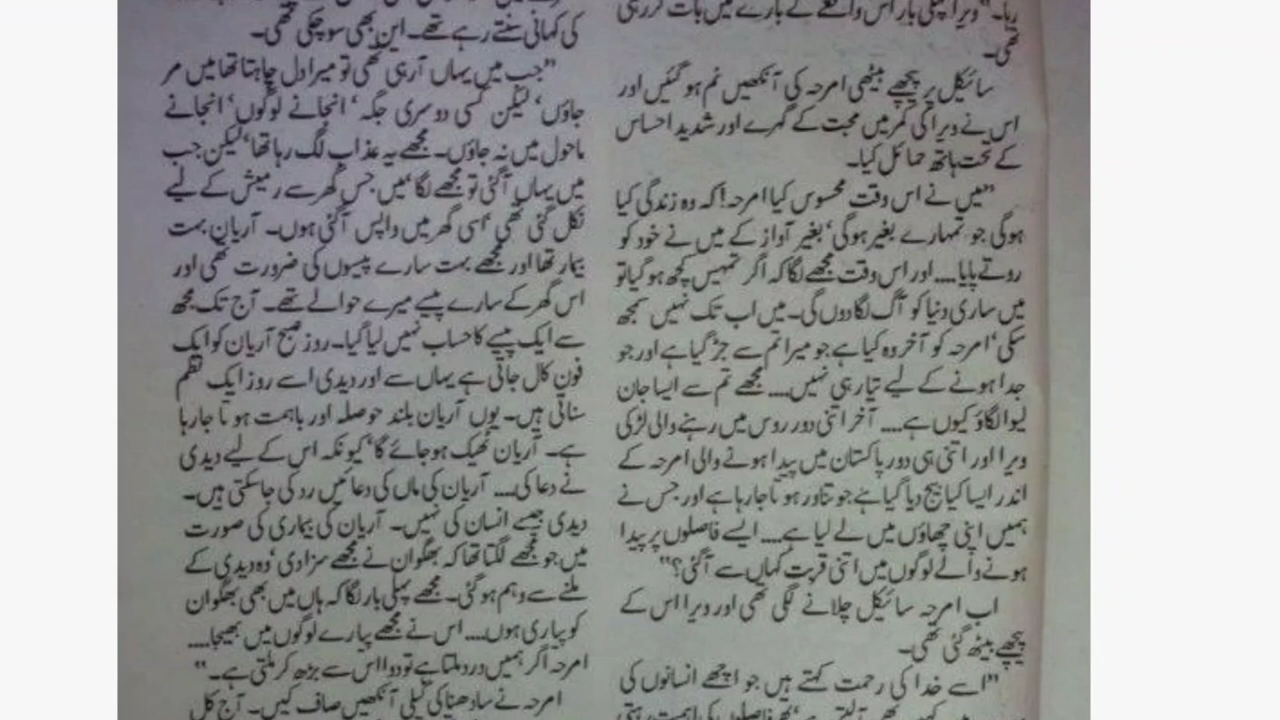 رہا۔“ ویرا پہلی بار اس واقعے کے بارے میں بات کر رہی
تھی۔
سائیکل پر پیچھے بیٹھی امرحہ کی آنکھیں نم ہو گئیں اور
اس نے ویرا کی کمر میں محبت کے گہرے اور شدید احساس
کے تحت ہاتھ حمائل کیا۔
”میں نے اس وقت محسوس کیا امرحہ! کہ وہ زندگی کیا
ہوگی جو تمہارے بغیر ہوگی‘ بغیر آواز کے میں نے خود کو
روتے پایا.... اور اس وقت مجھے لگا کہ اگر تمہیں کچھ ہو گیا تو
میں ساری دنیا کو آگ لگا دوں گی۔ میں اب تک نہیں سمجھ
سکی‘ امرحہ کو آخر وہ کیا ہے جو میرا تم سے جڑ گیا ہے اور جو
جدا ہونے کے لیے تیار ہی نہیں.... مجھے تم سے ایسا جان
لیوا لگاؤ کیوں ہے.... آخر اتنی دور روس میں رہنے والی لڑکی
ویرا اور اتنی ہی دور پاکستان میں پیدا ہونے والی امرحہ کے
اندر ایسا کیا بیج دیا گیا ہے جو تناور ہوتا جا رہا ہے اور جس نے
ہمیں اپنی چھاؤں میں لے لیا ہے.... ایسے فاصلوں پر پیدا
ہونے والے لوگوں میں اتنی قربت کہاں سے آ گئی؟“
اب امرحہ سائیکل چلانے لگی تھی اور ویرا اس کے
پیچھے بیٹھ گئی تھی۔
”اسے خدا کی رحمت کہتے ہیں جو اچھے انسانوں کی
کی کہانی سنتے رہے تھے۔ این بھی سوچکی تھی۔
”جب میں یہاں آ رہی تھی تو میرا دل چاہتا تھا میں مر
جاؤں‘ لیکن کسی دوسری جگہ‘ انجانے لوگوں‘ انجانے
ماحول میں نہ جاؤں۔ مجھے یہ عذاب لگ رہا تھا‘ لیکن جب
میں یہاں آ گئی تو مجھے لگا‘ میں جس گھر سے رمیش کے لیے
نکل گئی تھی‘ اسی گھر میں واپس آ گئی ہوں۔ آریان بہت
بیمار تھا اور مجھے بہت سارے پیسوں کی ضرورت تھی اور
اس گھر کے سارے پیسے میرے حوالے تھے۔ آج تک مجھ
سے ایک پیسے کا حساب نہیں لیا گیا۔ روز صبح آریان کو ایک
فون کال جاتی ہے یہاں سے اور دیدی اسے روز ایک نظم
سناتی ہیں۔ یوں آریان بلند حوصلہ اور باہمت ہوتا جا رہا
ہے۔ آریان ٹھیک ہو جائے گا‘ کیونکہ اس کے لیے دیدی
نے دعا کی.... آریان کی ماں کی دعائیں رد کی جا سکتی ہیں۔
دیدی جیسے انسان کی نہیں۔ آریان کی بیماری کی صورت
میں جو مجھے لگتا تھا کہ بھگوان نے مجھے سزا دی‘ وہ دیدی کے
ملنے سے وہم ہو گئی۔ مجھے پہلی بار لگا کہ ہاں میں بھی بھگوان
کو پیاری ہوں.... اس نے مجھے پیارے لوگوں میں بھیجا....
امرحہ اگر ہمیں درد ملتا ہے تو دوا اس سے بڑھ کر ملتی ہے۔“
امرحہ نے سادھنا کی گیلی آنکھیں صاف کیں۔ آج کل